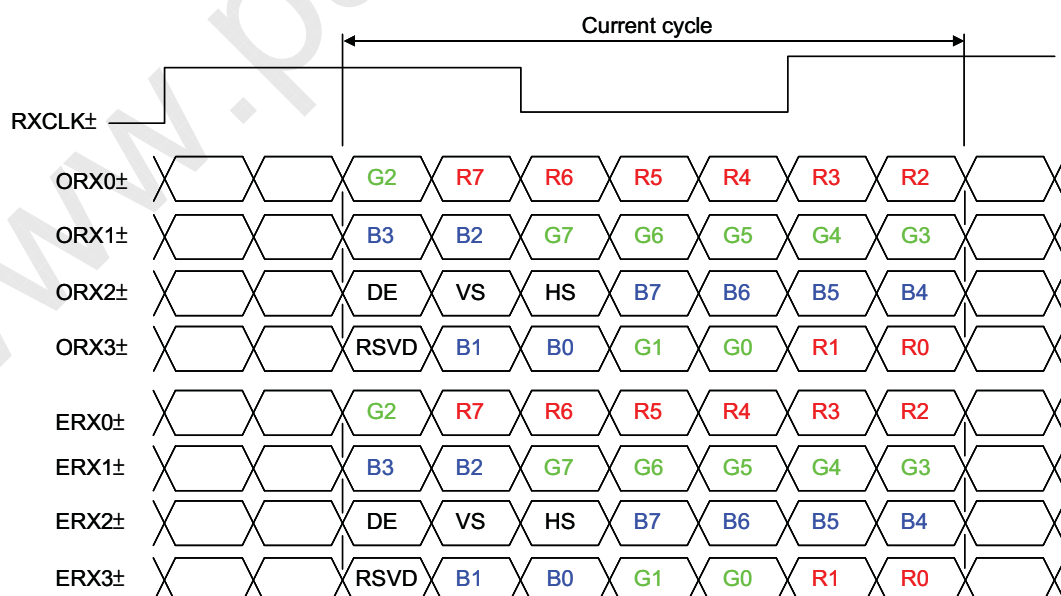 Current cycle
RXCLK±
ORX0± G2 R7 R6 R5 R4 R3 R2
ORX1± B3 B2 G7 G6 G5 G4 G3
ORX2± DE VS HS B7 B6 B5 B4
ORX3± RSVD B1 B0 G1 G0 R1 R0
ERX0± G2 R7 R6 R5 R4 R3 R2
ERX1± B3 B2 G7 G6 G5 G4 G3
ERX2± DE VS HS B7 B6 B5 B4
ERX3± RSVD B1 B0 G1 G0 R1 R0
www.p